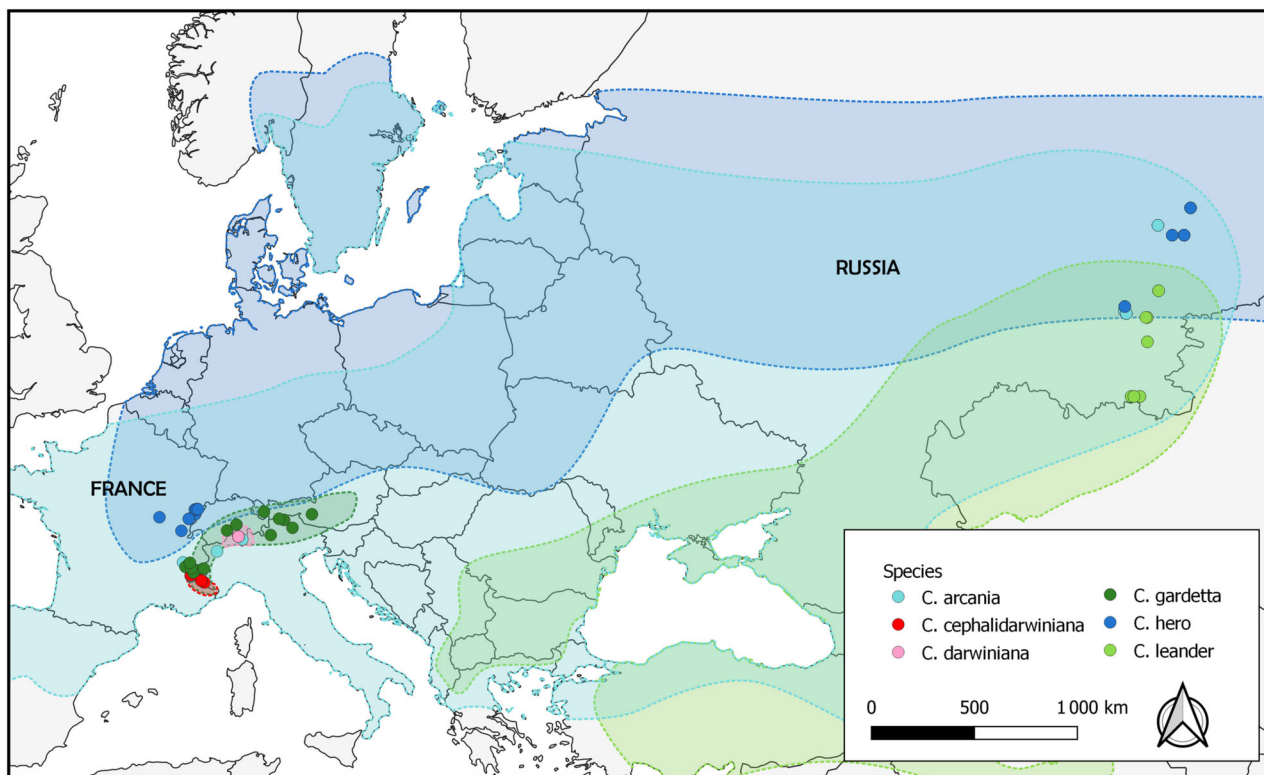 RUSSIA
FRANCE
Species
C. arcania
C. cephalidarwiniana
C. darwiniana
C. gardetta
C. hero
C. leander
0 500 1 000 km